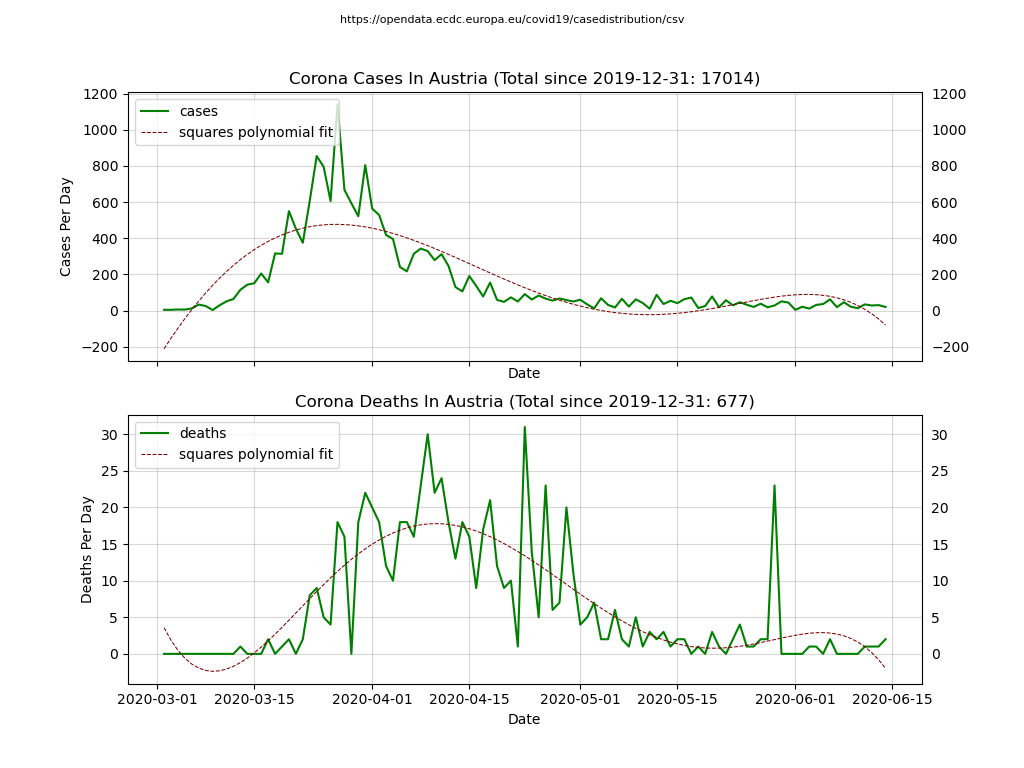 https://opendata.ecdc.europa.eu/covid19/casedistribution/csv
Corona Cases In Austria (Total since 2019-12-31: 17014)
cases
squares polynomial fit
Cases Per Day
1200
1000
800
600
400
200
0
−200
1200
1000
800
600
400
200
0
−200
Date
Corona Deaths In Austria (Total since 2019-12-31: 677)
deaths
squares polynomial fit
Deaths Per Day
30
25
20
15
10
5
0
30
25
20
15
10
5
0
2020-03-01 2020-03-15 2020-04-01 2020-04-15 2020-05-01 2020-05-15 2020-06-01 2020-06-15
Date